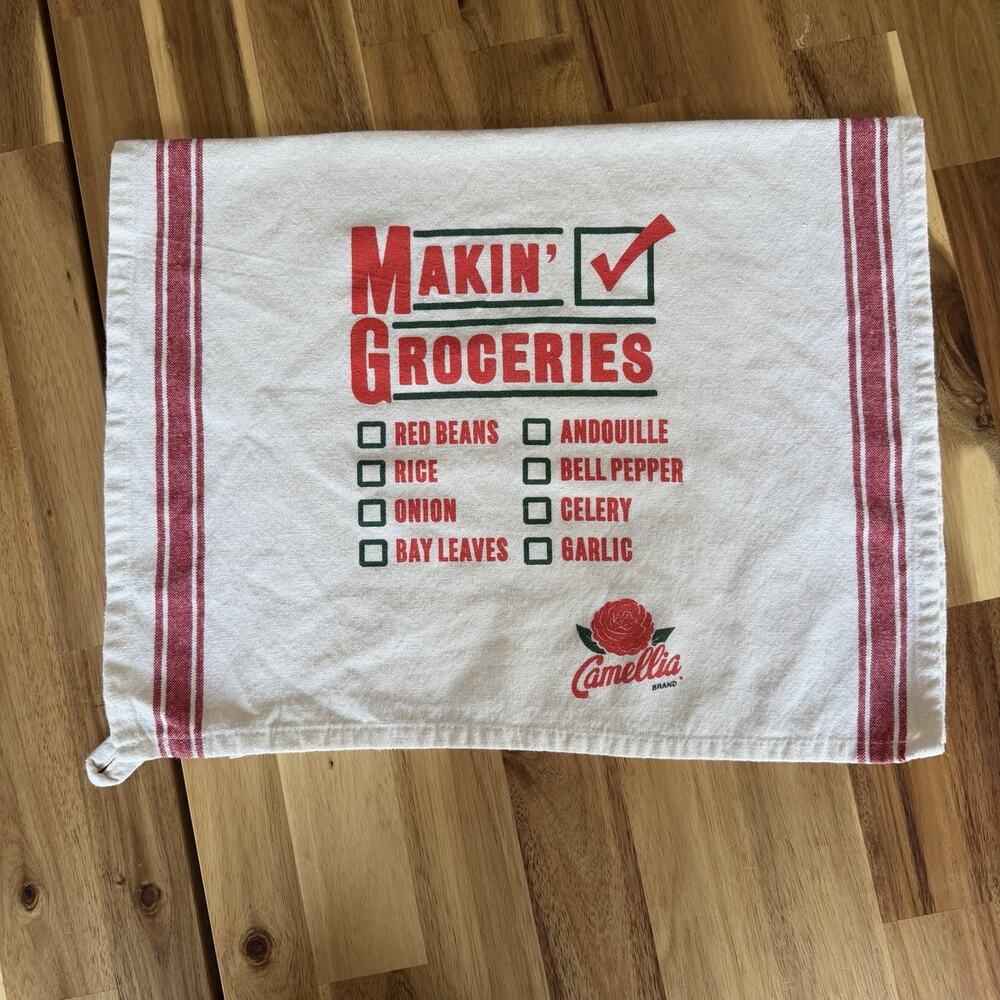 MAKIN'
GROCERIES
RED BEANS
RICE
ONION
BAY LEAVES
ANDOUILLE
BELL PEPPER
CELERY
GARLIC
Camellia
BRAND